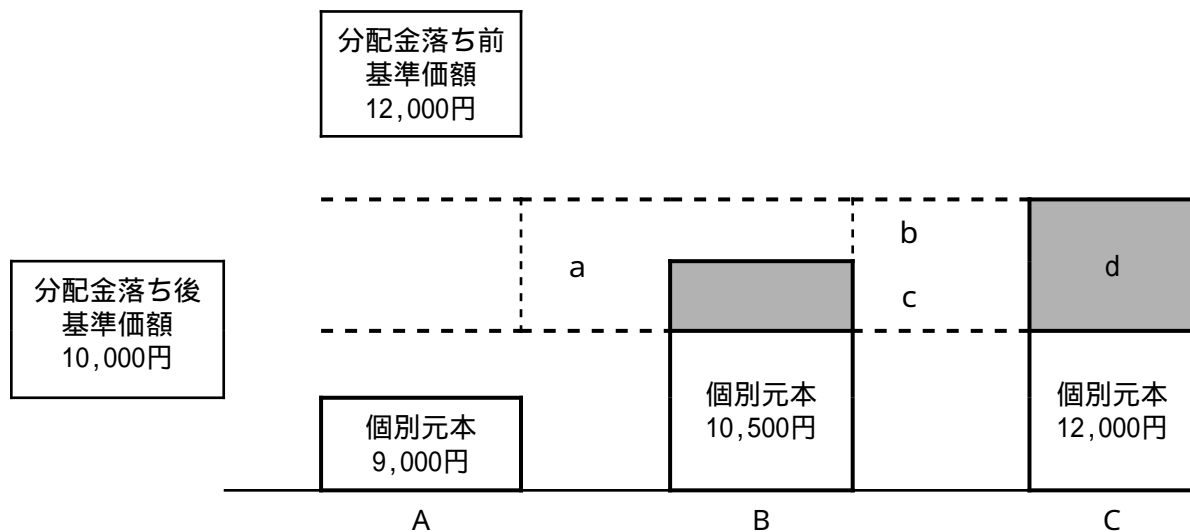 分配金落ち前
基準価額
12,000円
b
a
d
c
分配金落ち後
基準価額
10,000円
個別元本
9,000円
個別元本
10,500円
個別元本
12,000円
A
B
C